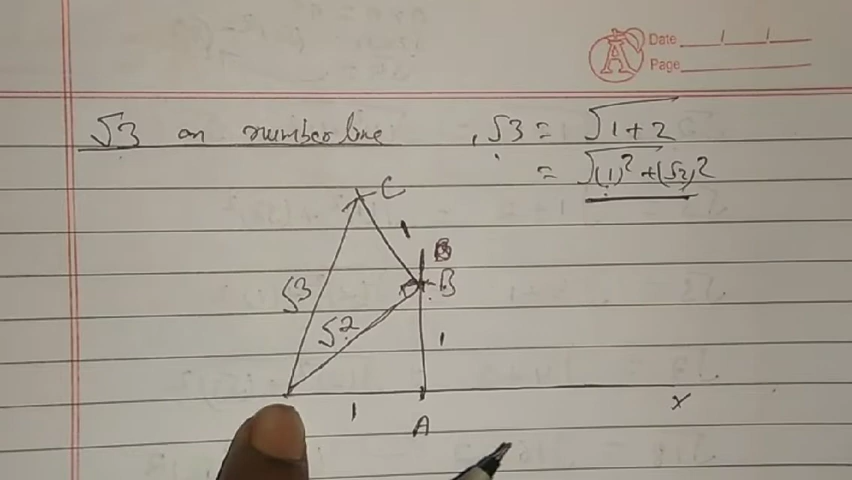 Date / /
Page
√3 on number line , √3 = √1+2
= √(1)² + (√2)²
C
1
B
√3
√2
1
1
A
X